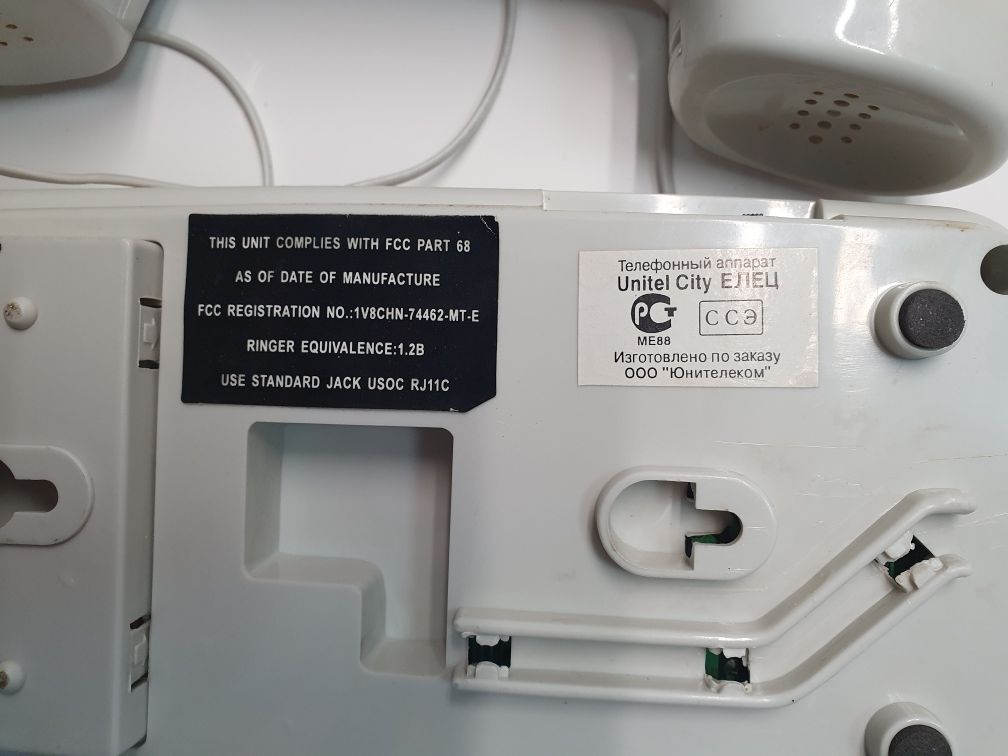 THIS UNIT COMPLIES WITH FCC PART 68
AS OF DATE OF MANUFACTURE
FCC REGISTRATION NO.:1V8CHN-74462-MT-E
RINGER EQUIVALENCE:1.2B
USE STANDARD JACK USOC RJ11C
Телефонный аппарат
Unitel City ЕЛЕЦ
РСТ ССЭ
ME88
Изготовлено по заказу
ООО "Юнителеком"